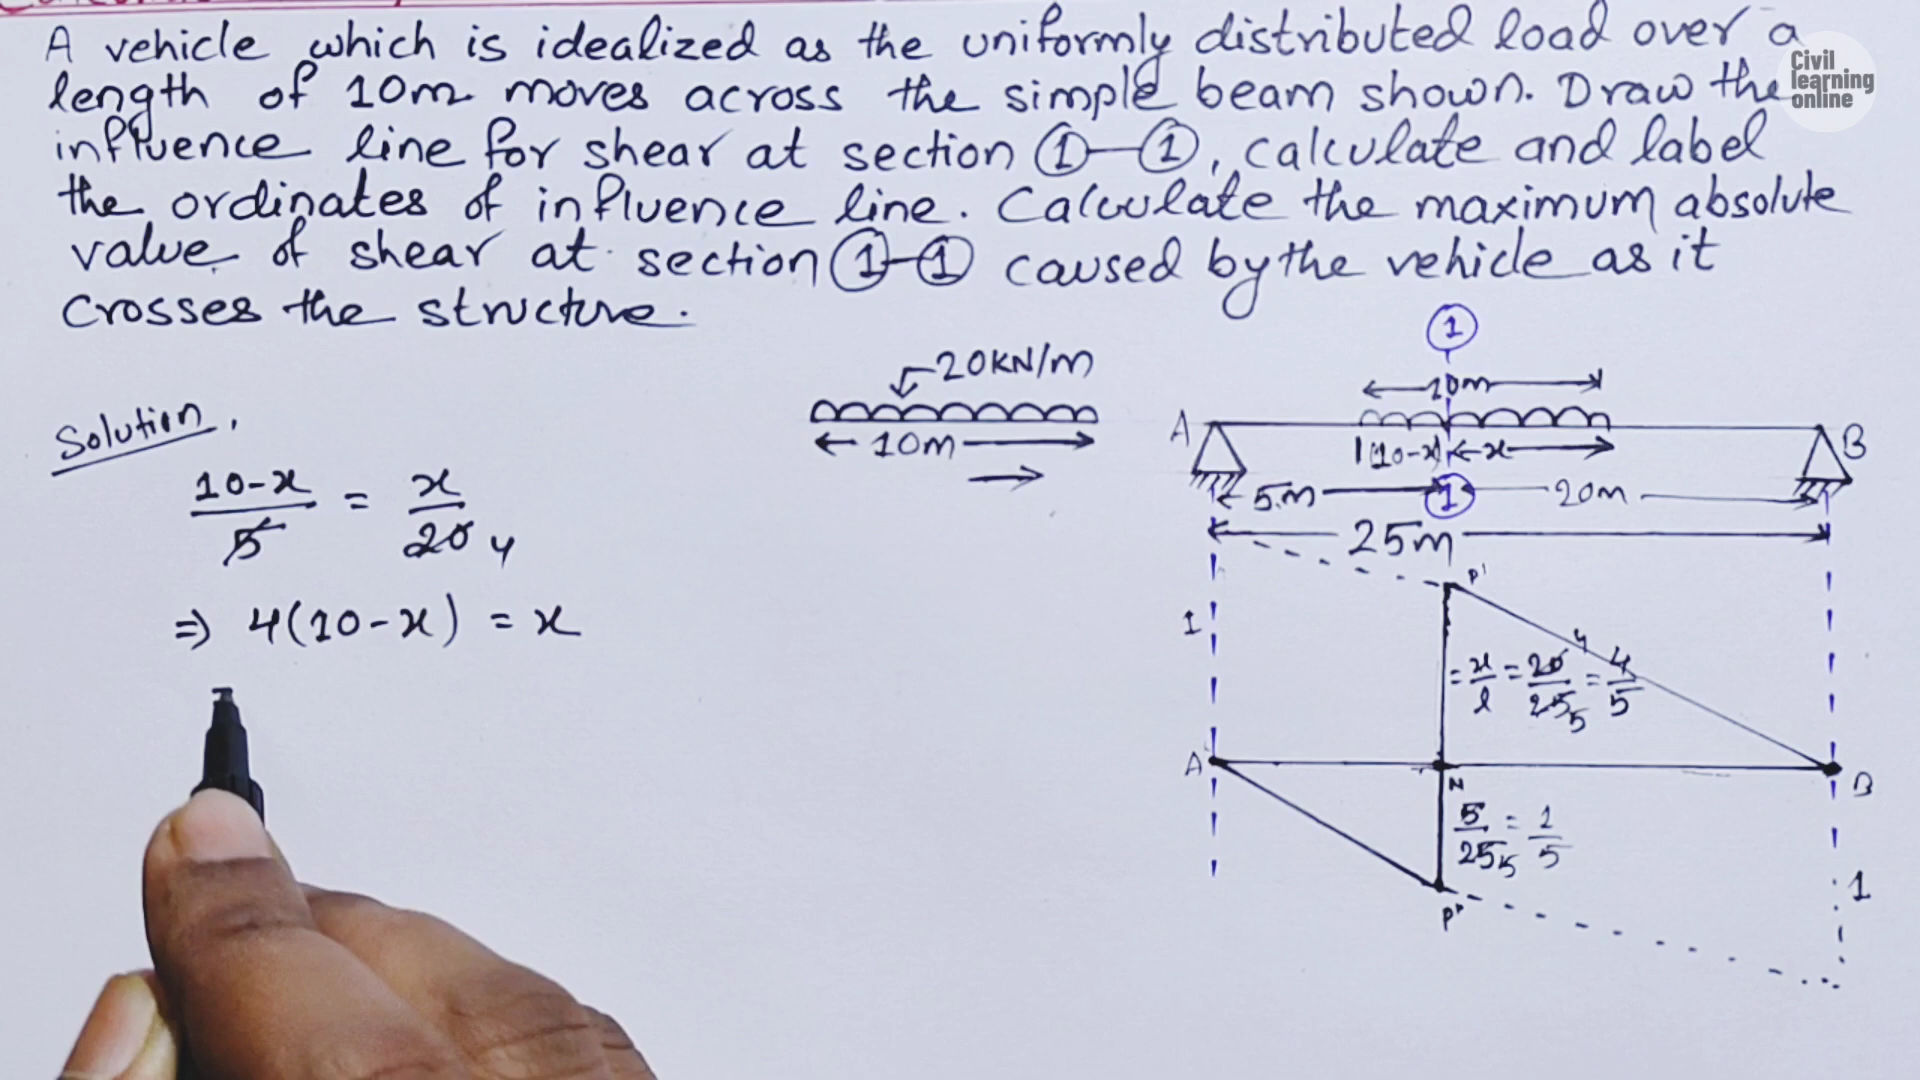 A vehicle which is idealized as the uniformly distributed load over a
length of 10m moves across the simple beam shown. Draw the
influence line for shear at section ①—①, calculate and label
the ordinates of influence line. Calculate the maximum absolute
value of shear at section ①—① caused by the vehicle as it
crosses the structure.
Civil
learning
online
Solution,
10-x/5 = x/20 4
⇒ 4(10-x) = x
20KN/m
10m
1
10m
A
B
(10-x) x
5m 1 20m
25m
P'
1
= x/l = 20/25 4 5 = 4/5
A
N
B
5/25 5 = 1/5
1
P"